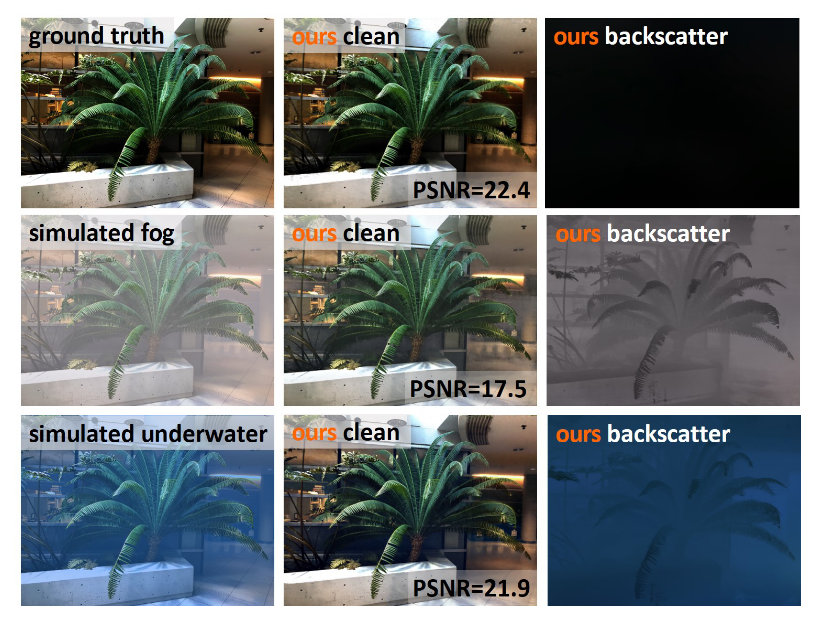 ground truth
ours clean
ours backscatter
PSNR=22.4
simulated fog
ours clean
ours backscatter
PSNR=17.5
simulated underwater
ours clean
ours backscatter
PSNR=21.9